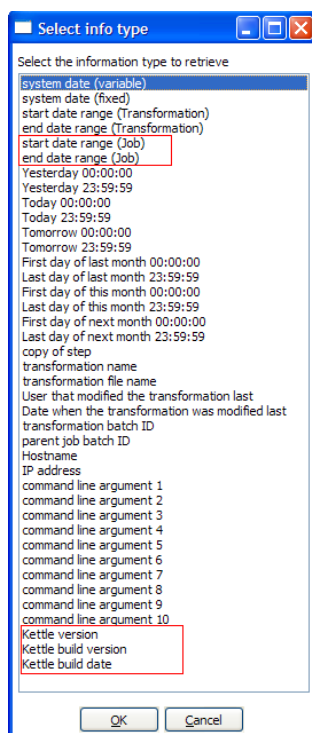 Select info type
Select the information type to retrieve
system date (variable)
system date (fixed)
start date range (Transformation)
end date range (Transformation)
start date range (Job)
end date range (Job)
Yesterday 00:00:00
Yesterday 23:59:59
Today 00:00:00
Today 23:59:59
Tomorrow 00:00:00
Tomorrow 23:59:59
First day of last month 00:00:00
Last day of last month 23:59:59
First day of this month 00:00:00
Last day of this month 23:59:59
First day of next month 00:00:00
Last day of next month 23:59:59
copy of step
transformation name
transformation file name
User that modified the transformation last
Date when the transformation was modified last
transformation batch ID
parent job batch ID
Hostname
IP address
command line argument 1
command line argument 2
command line argument 3
command line argument 4
command line argument 5
command line argument 6
command line argument 7
command line argument 8
command line argument 9
command line argument 10
Kettle version
Kettle build version
Kettle build date
OK Cancel